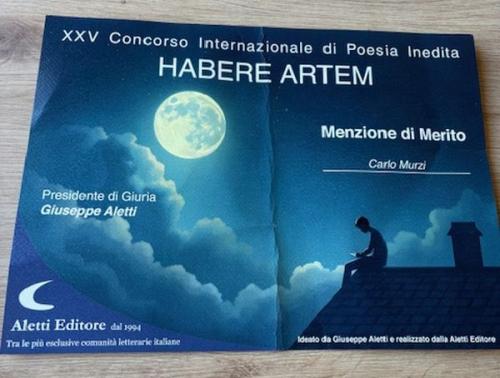 XXV Concorso Internazionale di Poesia Inedita
HABERE ARTEM
Menzione di Merito
Carlo Murzi
Presidente di Giuria
Giuseppe Aletti
Aletti Editore dal 1994
Tra le più esclusive comunità letterarie italiane
Ideato da Giuseppe Aletti e realizzato dalla Aletti Editore